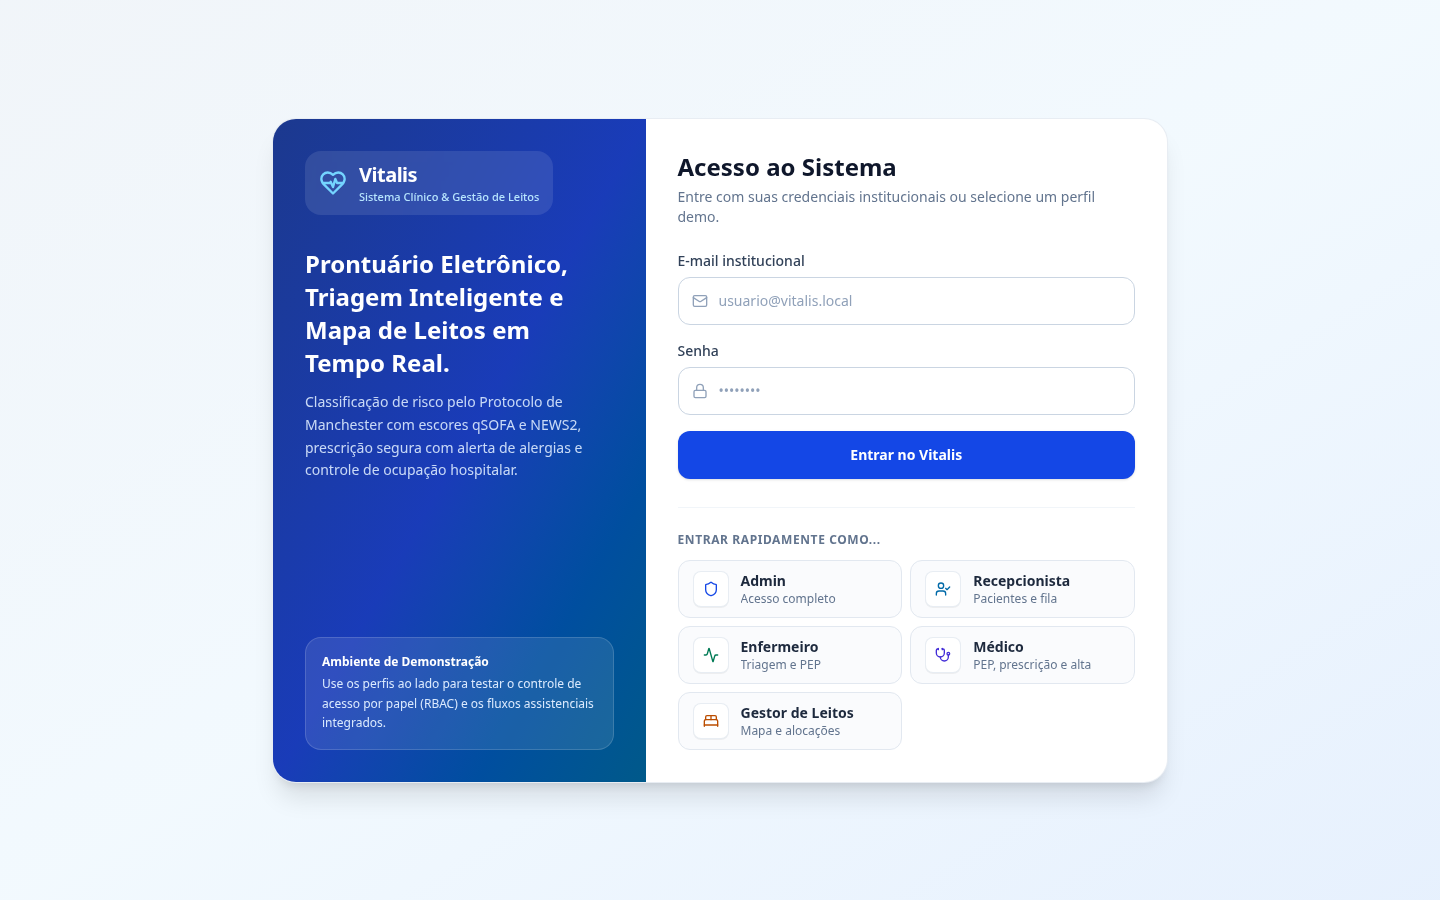 Vitalis
Sistema Clínico & Gestão de Leitos
Prontuário Eletrônico,
Triagem Inteligente e
Mapa de Leitos em
Tempo Real.
Classificação de risco pelo Protocolo de
Manchester com escores qSOFA e NEWS2,
prescrição segura com alerta de alergias e
controle de ocupação hospitalar.
Ambiente de Demonstração
Use os perfis ao lado para testar o controle de
acesso por papel (RBAC) e os fluxos assistenciais
integrados.
Acesso ao Sistema
Entre com suas credenciais institucionais ou selecione um perfil
demo.
E-mail institucional
usuario@vitalis.local
Senha
••••••••
Entrar no Vitalis
ENTRAR RAPIDAMENTE COMO...
Admin
Acesso completo
Recepcionista
Pacientes e fila
Enfermeiro
Triagem e PEP
Médico
PEP, prescrição e alta
Gestor de Leitos
Mapa e alocações